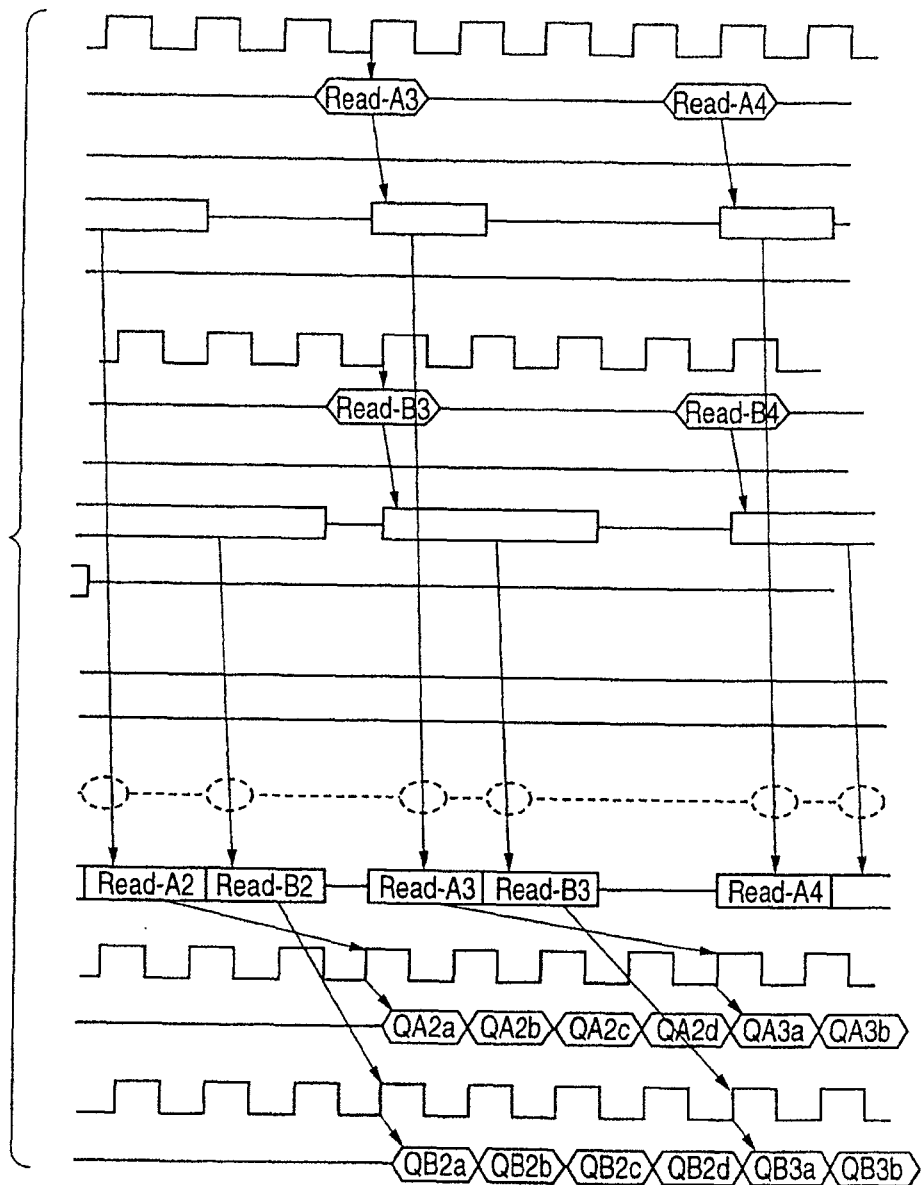 Read-A3 Read-A4
Read-B3 Read-B4
Read-A2 Read-B2 Read-A3 Read-B3 Read-A4
QA2a QA2b QA2c QA2d QA3a QA3b
QB2a QB2b QB2c QB2d QB3a QB3b